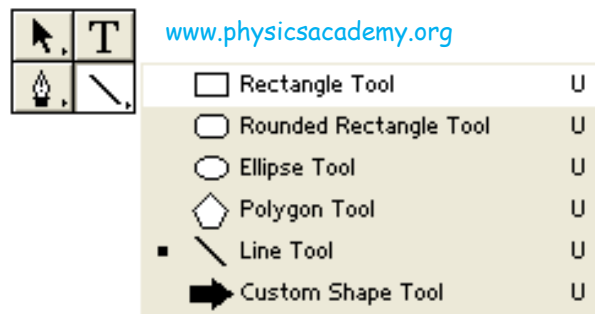 T www.physicsacademy.org
Rectangle Tool U
Rounded Rectangle Tool U
Ellipse Tool U
Polygon Tool U
Line Tool U
Custom Shape Tool U